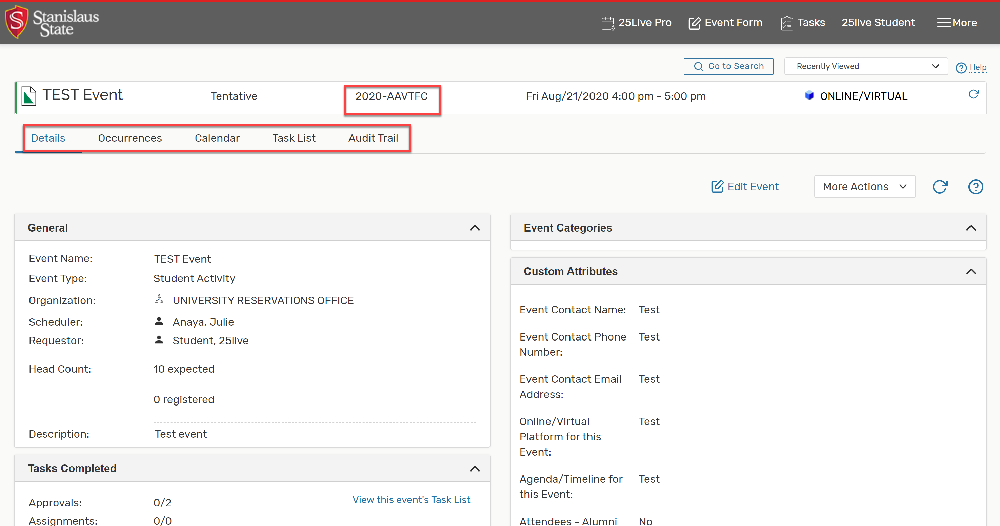 Stanislaus
State
25Live Pro
Event Form
Tasks
25live Student
More
Go to Search
Recently Viewed
Help
TEST Event
Tentative
2020-AAVTFC
Fri Aug/21/2020 4:00 pm - 5:00 pm
ONLINE/VIRTUAL
Details
Occurrences
Calendar
Task List
Audit Trail
Edit Event
More Actions
General
Event Name: TEST Event
Event Type: Student Activity
Organization: UNIVERSITY RESERVATIONS OFFICE
Scheduler: Anaya, Julie
Requestor: Student, 25live
Head Count: 10 expected
0 registered
Description: Test event
Tasks Completed
Approvals: 0/2
View this event's Task List
Assignments: 0/0
Event Categories
Custom Attributes
Event Contact Name: Test
Event Contact Phone Test
Number:
Event Contact Email Test
Address:
Online/Virtual Test
Platform for this
Event:
Agenda/Timeline for Test
this Event:
Attendees - Alumni No